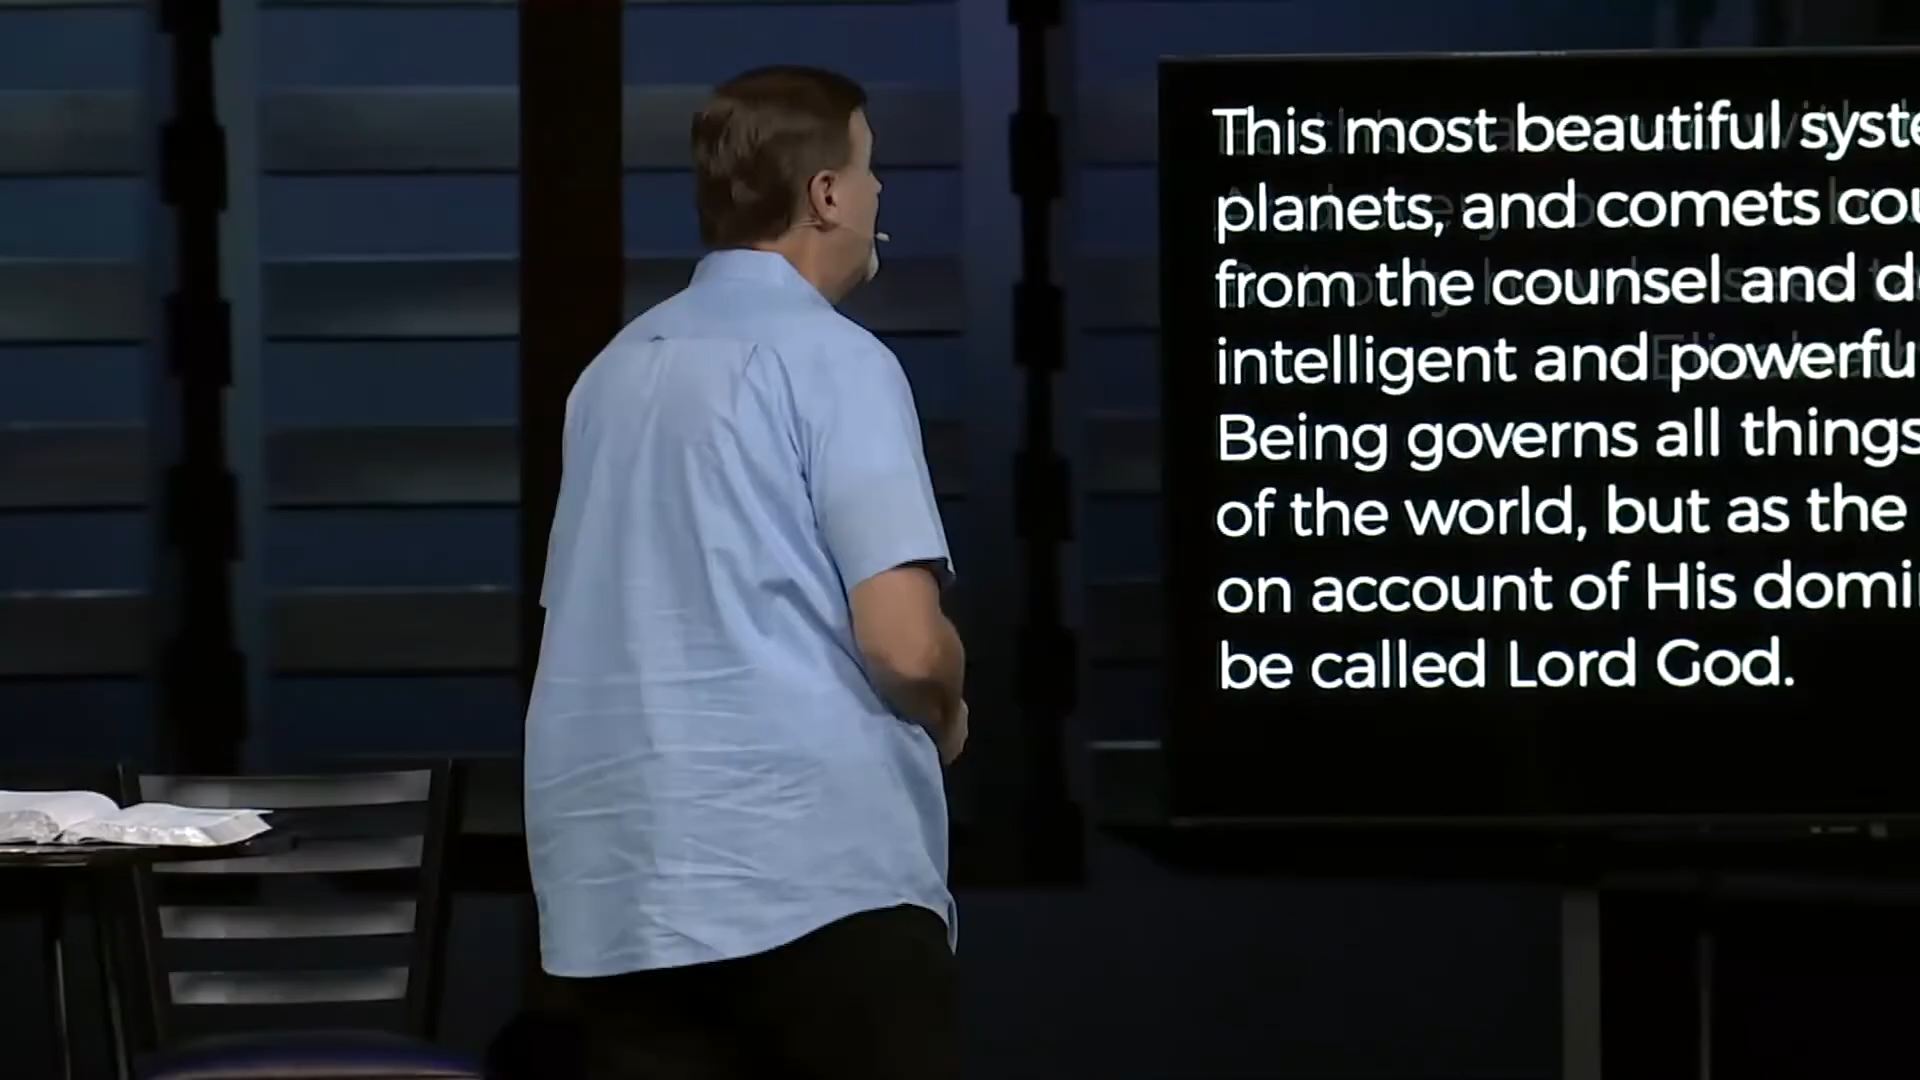 This most beautiful syste
planets, and comets cou
from the counsel and d
intelligent and powerfu
Being governs all things
of the world, but as the
on account of His domi
be called Lord God.